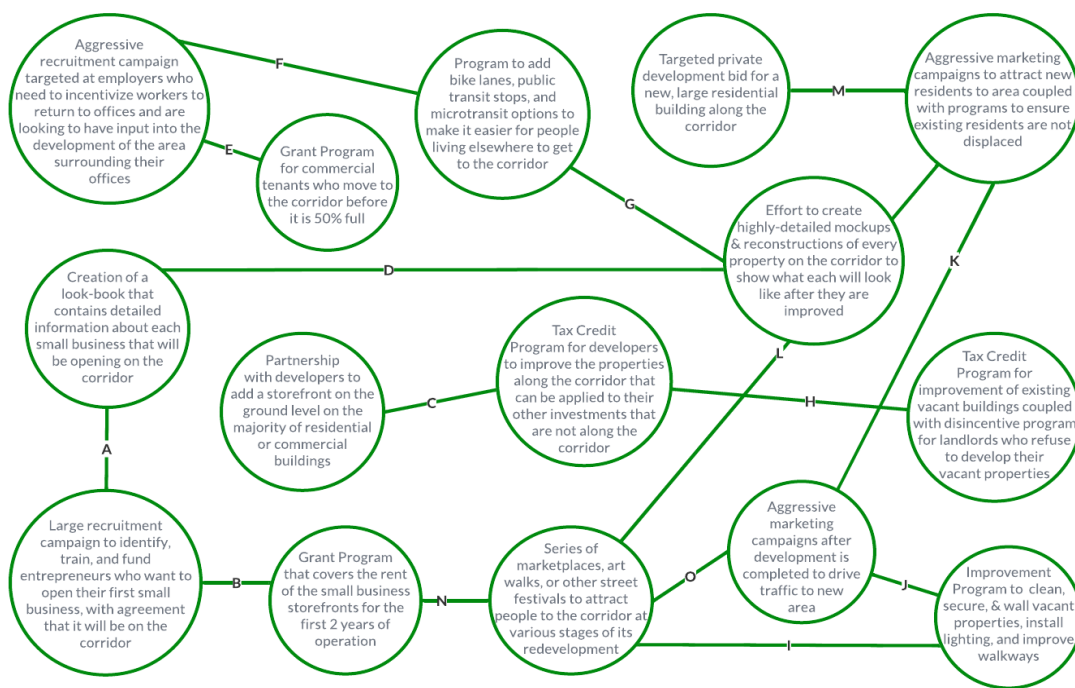 Aggressive
recruitment campaign
targeted at employers who
need to incentivize workers to
return to offices and are
looking to have input into the
development of the area
surrounding their
offices
F
E
Grant Program
for commercial
tenants who move to
the corridor before
it is 50% full
Program to add
bike lanes, public
transit stops, and
microtransit options to
make it easier for people
living elsewhere to get
to the corridor
Targeted private
development bid for a
new, large residential
building along the
corridor
M
Aggressive marketing
campaigns to attract new
residents to area coupled
with programs to ensure
existing residents are not
displaced
G
Effort to create
highly-detailed mockups
& reconstructions of every
property on the corridor to
show what each will look
like after they are
improved
K
D
Creation of a
look-book that
contains detailed
information about each
small business that will
be opening on the
corridor
Partnership
with developers to
add a storefront on the
ground level on the
majority of residential
or commercial
buildings
C
Tax Credit
Program for developers
to improve the properties
along the corridor that
can be applied to their
other investments that
are not along the
corridor
L
H
Tax Credit
Program for
improvement of existing
vacant buildings coupled
with disincentive program
for landlords who refuse
to develop their
vacant properties
A
Large recruitment
campaign to identify,
train, and fund
entrepreneurs who want to
open their first small
business, with agreement
that it will be on the
corridor
B
Grant Program
that covers the rent
of the small business
storefronts for the
first 2 years of
operation
N
Series of
marketplaces, art
walks, or other street
festivals to attract
people to the corridor at
various stages of its
redevelopment
O
Aggressive
marketing
campaigns after
development is
completed to drive
traffic to new
area
J
I
Improvement
Program to clean,
secure, & wall vacant
properties, install
lighting, and improve
walkways